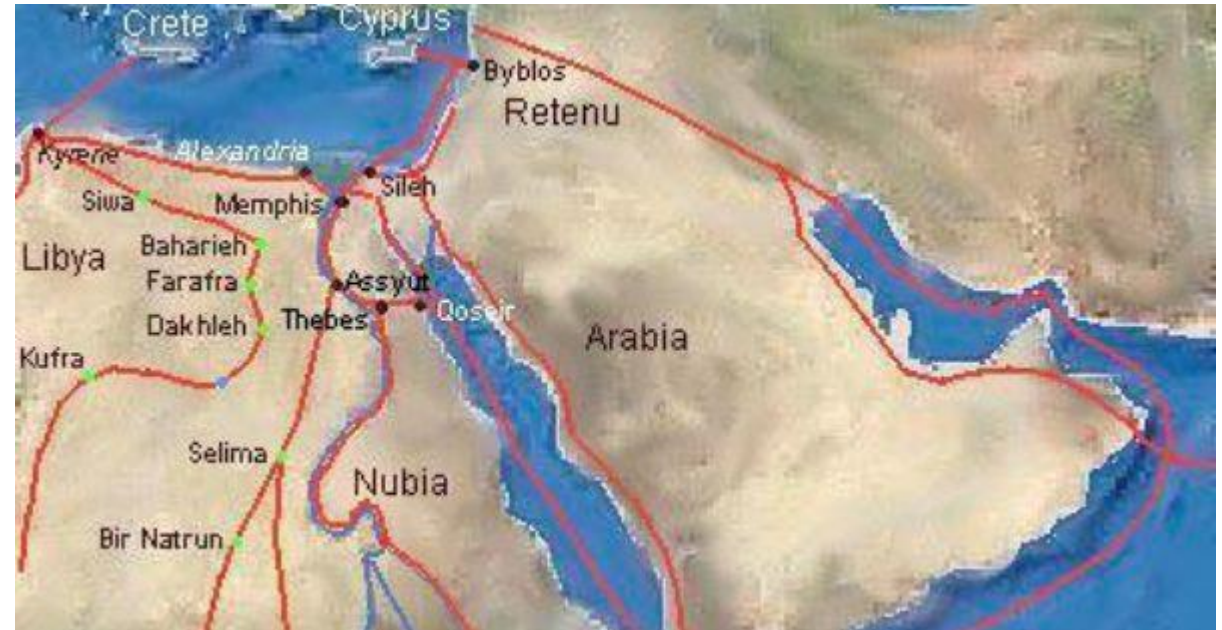 Crete
Cyprus
Byblos
Retenu
Kyrene
Alexandria
Sileh
Siwa
Memphis
Baharieh
Libya
Farafra
Assyut
Thebes
Qoseir
Dakhleh
Arabia
Kufra
Selima
Nubia
Bir Natrun